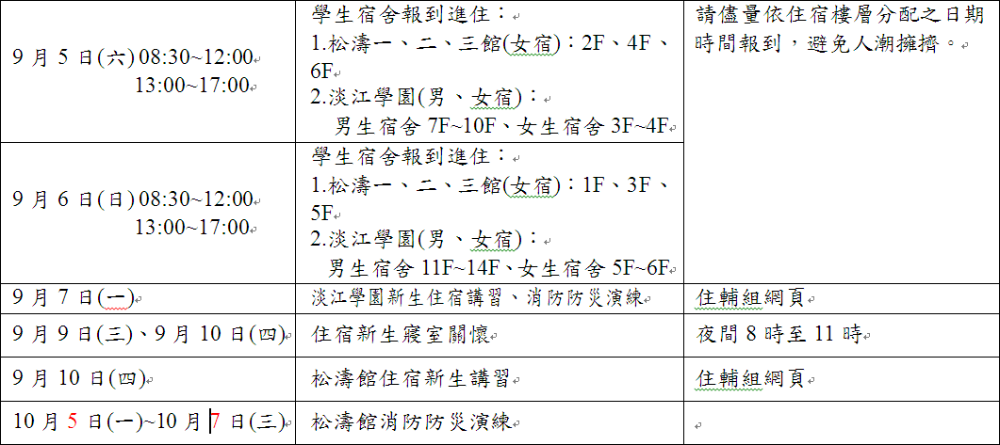 9 月 5 日(六) 08:30~12:00
13:00~17:00
學生宿舍報到進住：
1.松濤一、二、三館(女宿)：2F、4F、
6F
2.淡江學園(男、女宿)：
男生宿舍 7F~10F、女生宿舍 3F~4F
請儘量依住宿樓層分配之日期
時間報到，避免人潮擁擠。
9 月 6 日(日) 08:30~12:00
13:00~17:00
學生宿舍報到進住：
1.松濤一、二、三館(女宿)：1F、3F、
5F
2.淡江學園(男、女宿)：
男生宿舍 11F~14F、女生宿舍 5F~6F
9 月 7 日(一)
淡江學園新生住宿講習、消防防災演練
住輔組網頁
9 月 9 日(三)、9 月 10 日(四)
住宿新生寢室關懷
夜間 8 時至 11 時
9 月 10 日(四)
松濤館住宿新生講習
住輔組網頁
10 月 5 日(一)~10 月 7 日(三)
松濤館消防防災演練